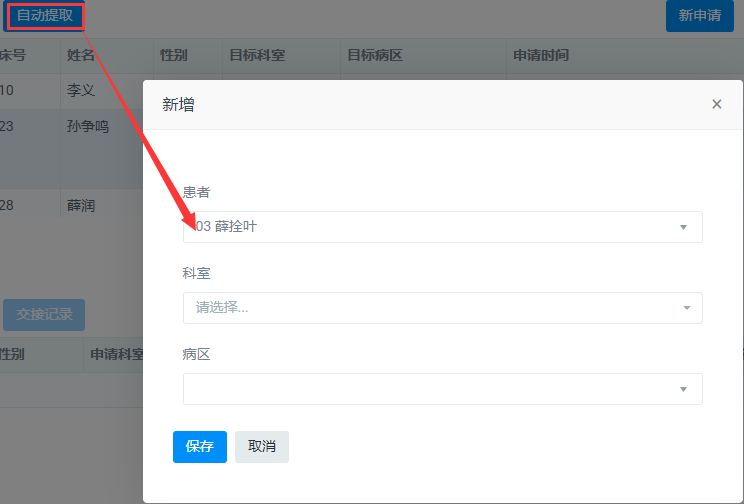 自动提取 新申请
床号 姓名 性别 目标科室 目标病区 申请时间
10 李义
23 孙争鸣
28 薛润
新增 ×
患者
03 薛拴叶
科室
请选择...
病区
交接记录
性别 申请科室
保存 取消